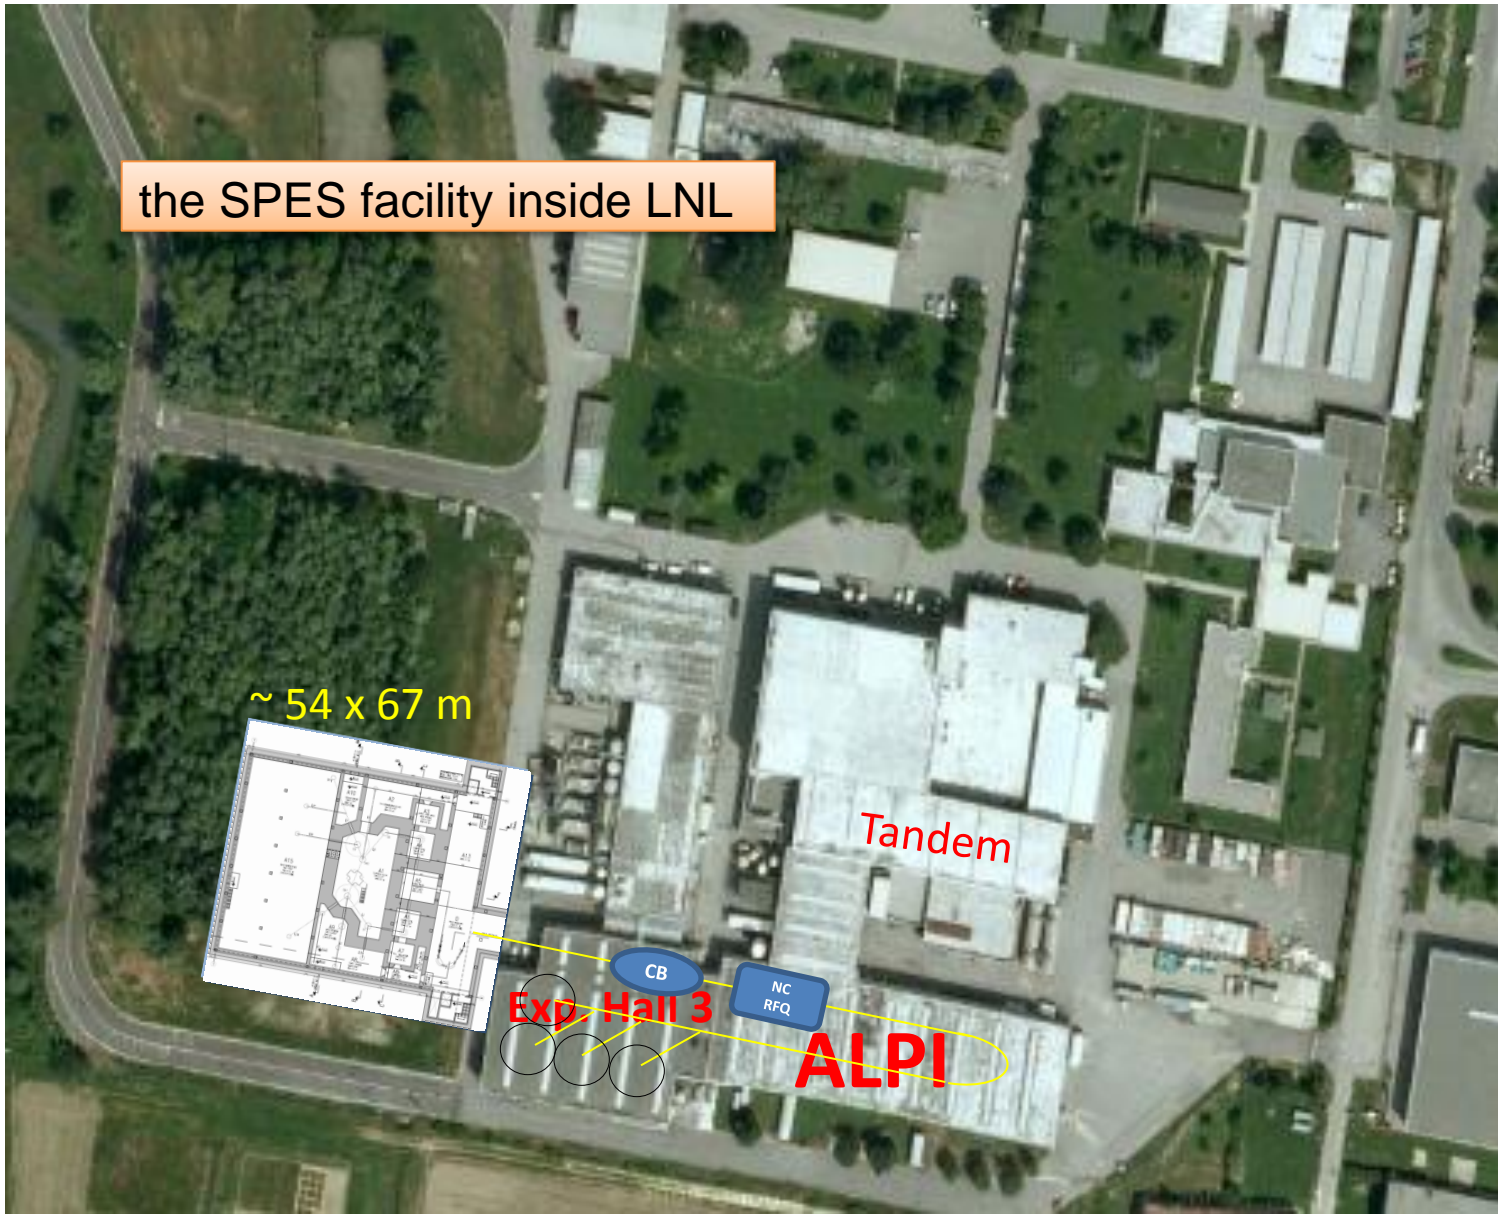 the SPES facility inside LNL
~ 54 x 67 m
Tandem
CB
NC
RFQ
Exp. Hall 3
ALPI